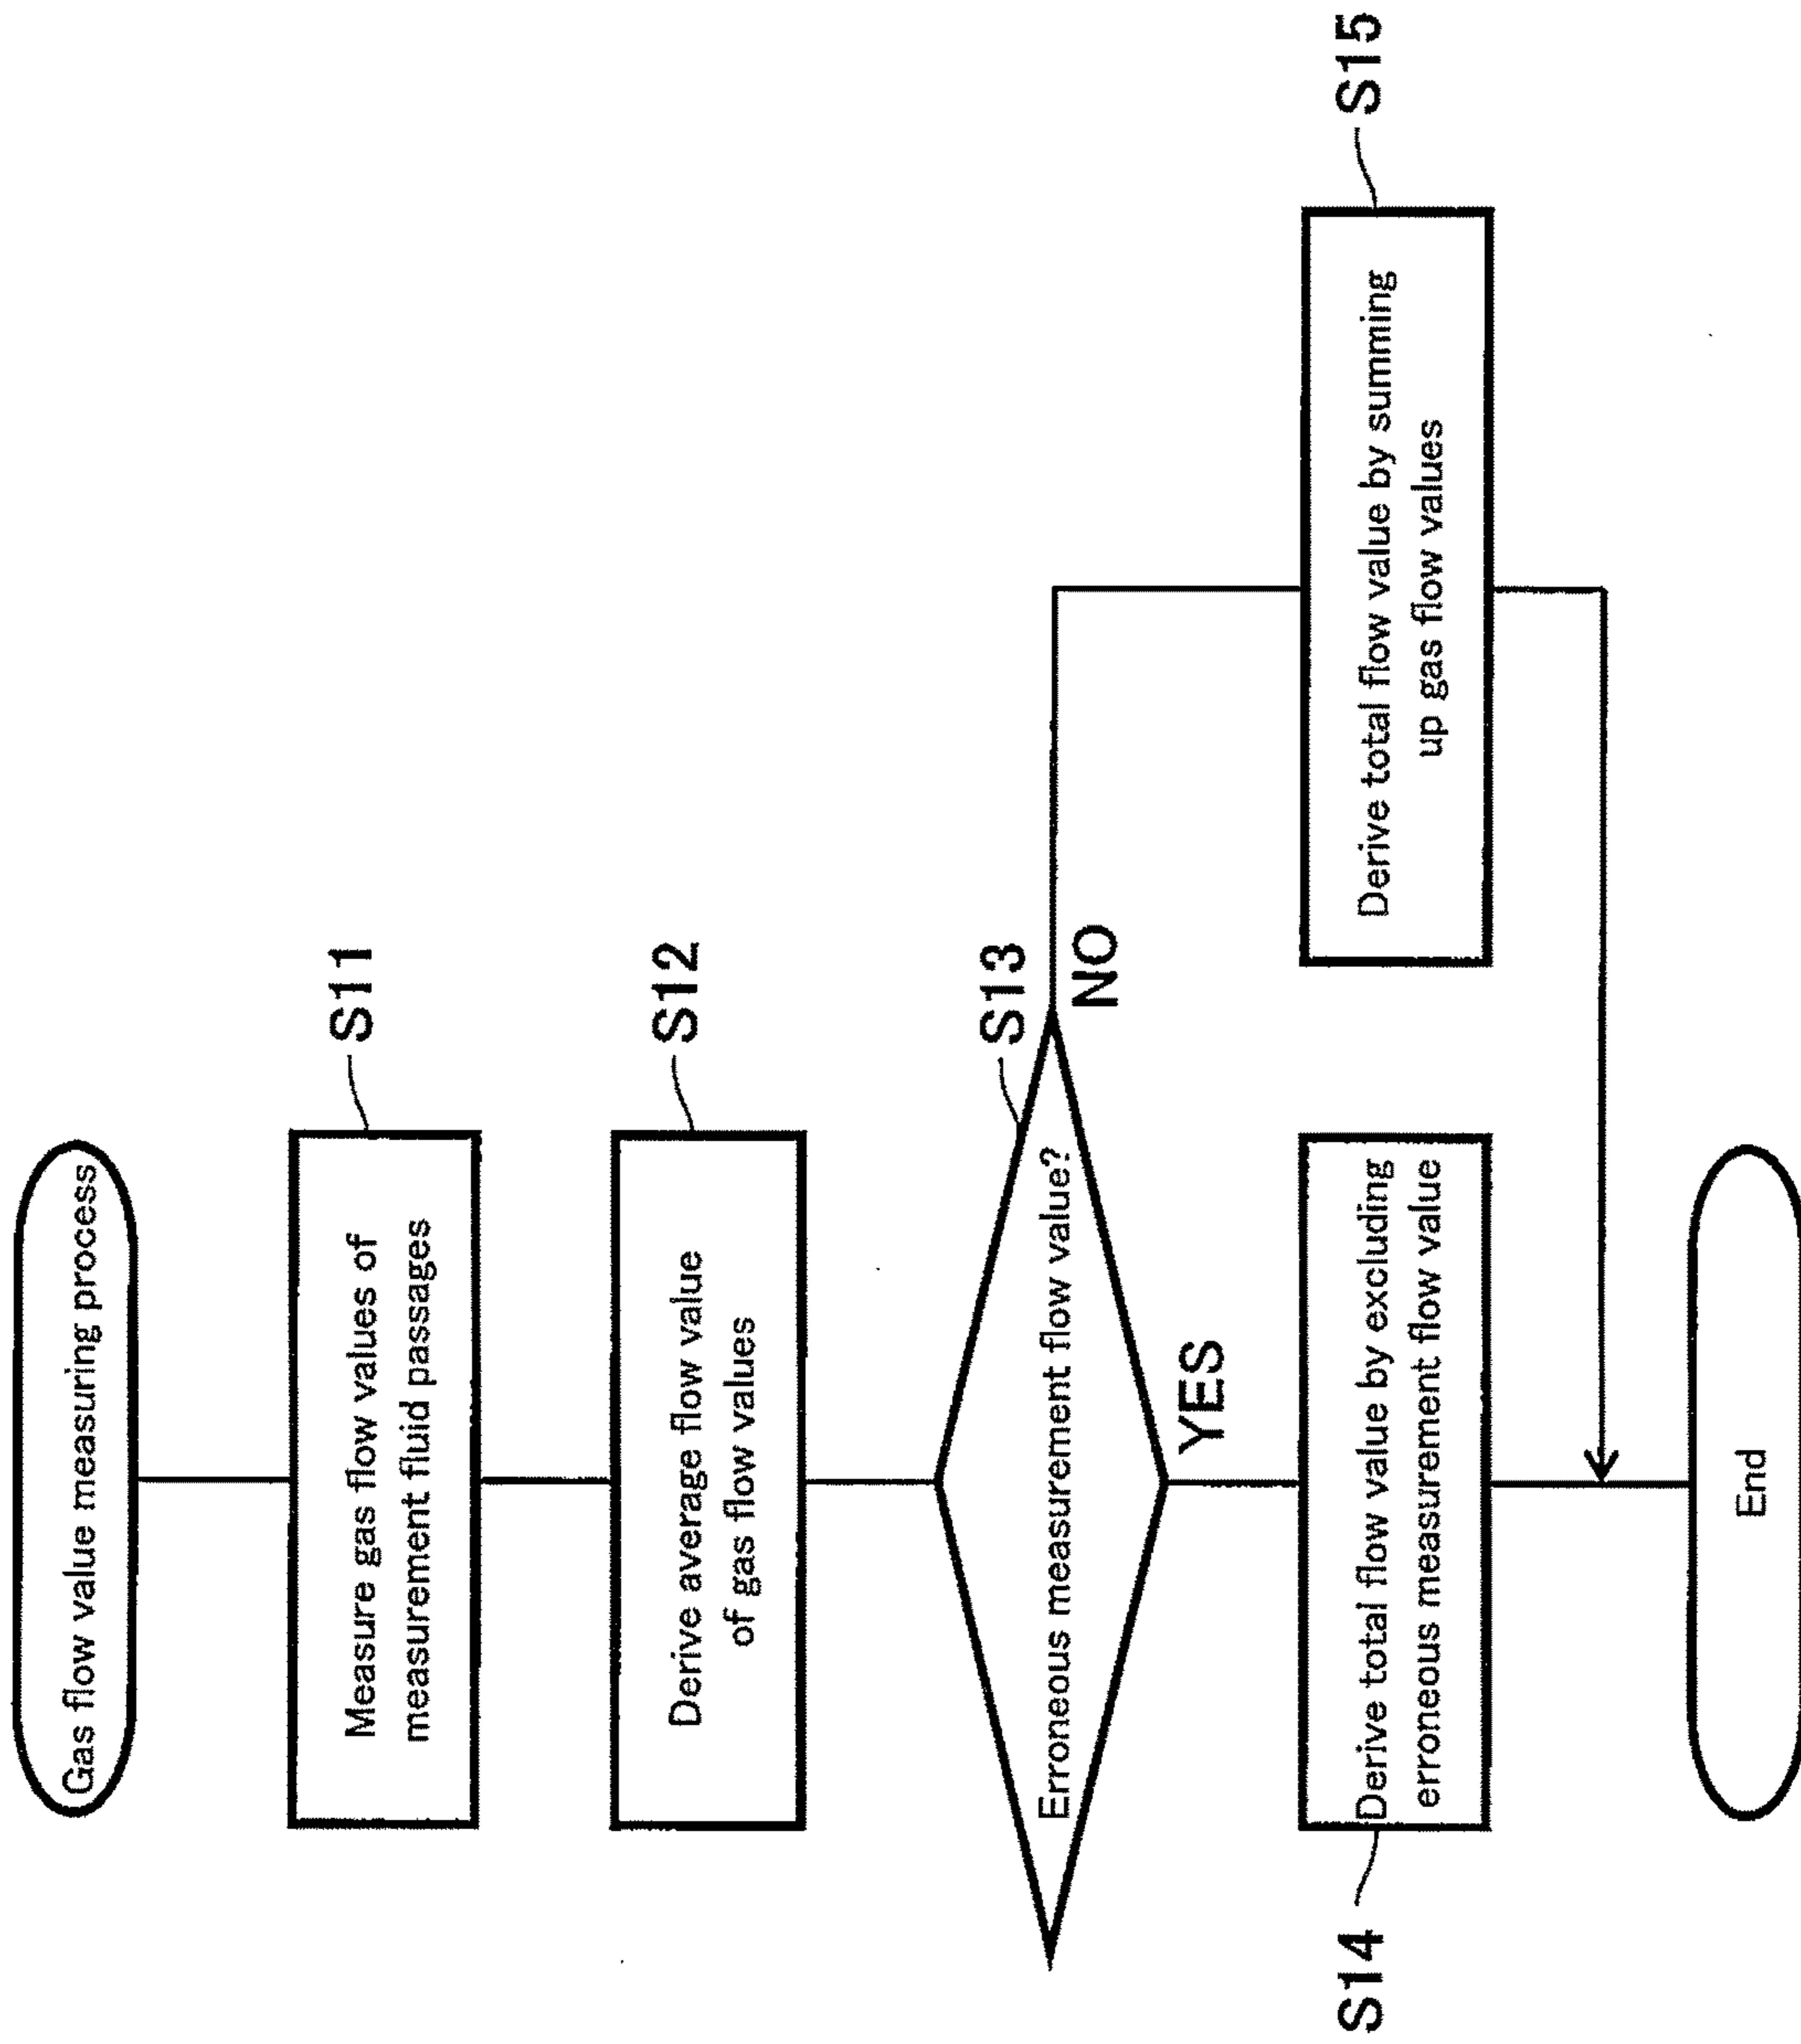 Gas flow value measuring process
S11
Measure gas flow values of
measurement fluid passages
S12
Derive average flow value
of gas flow values
S13
Erroneous measurement flow value?
NO
YES
S14
Derive total flow value by excluding
erroneous measurement flow value
S15
Derive total flow value by summing
up gas flow values
End